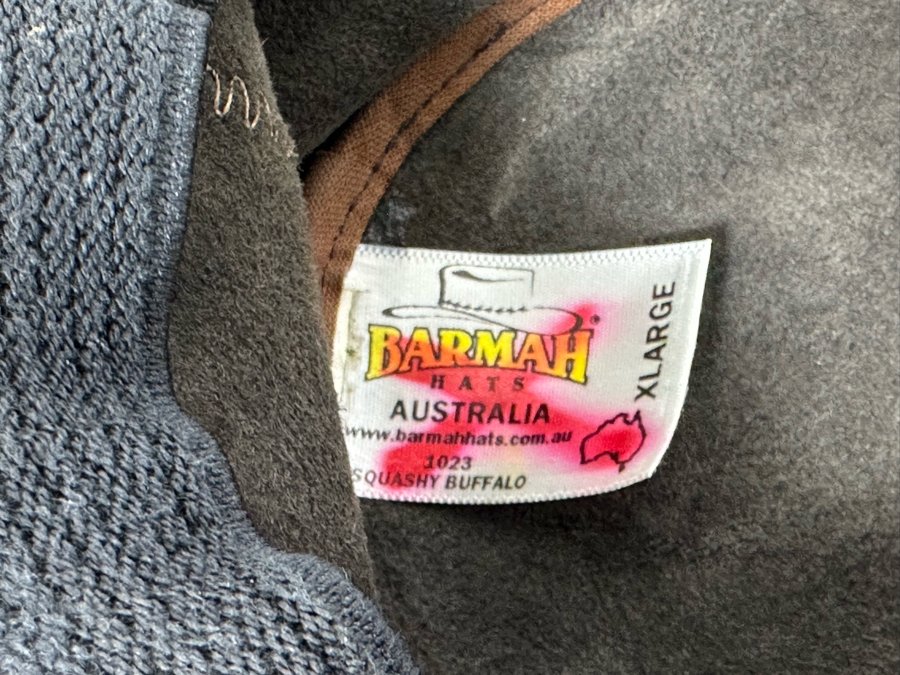 BARMAH
HATS
AUSTRALIA
www.barmahhats.com.au
1023
SQUASHY BUFFALO
XLARGE